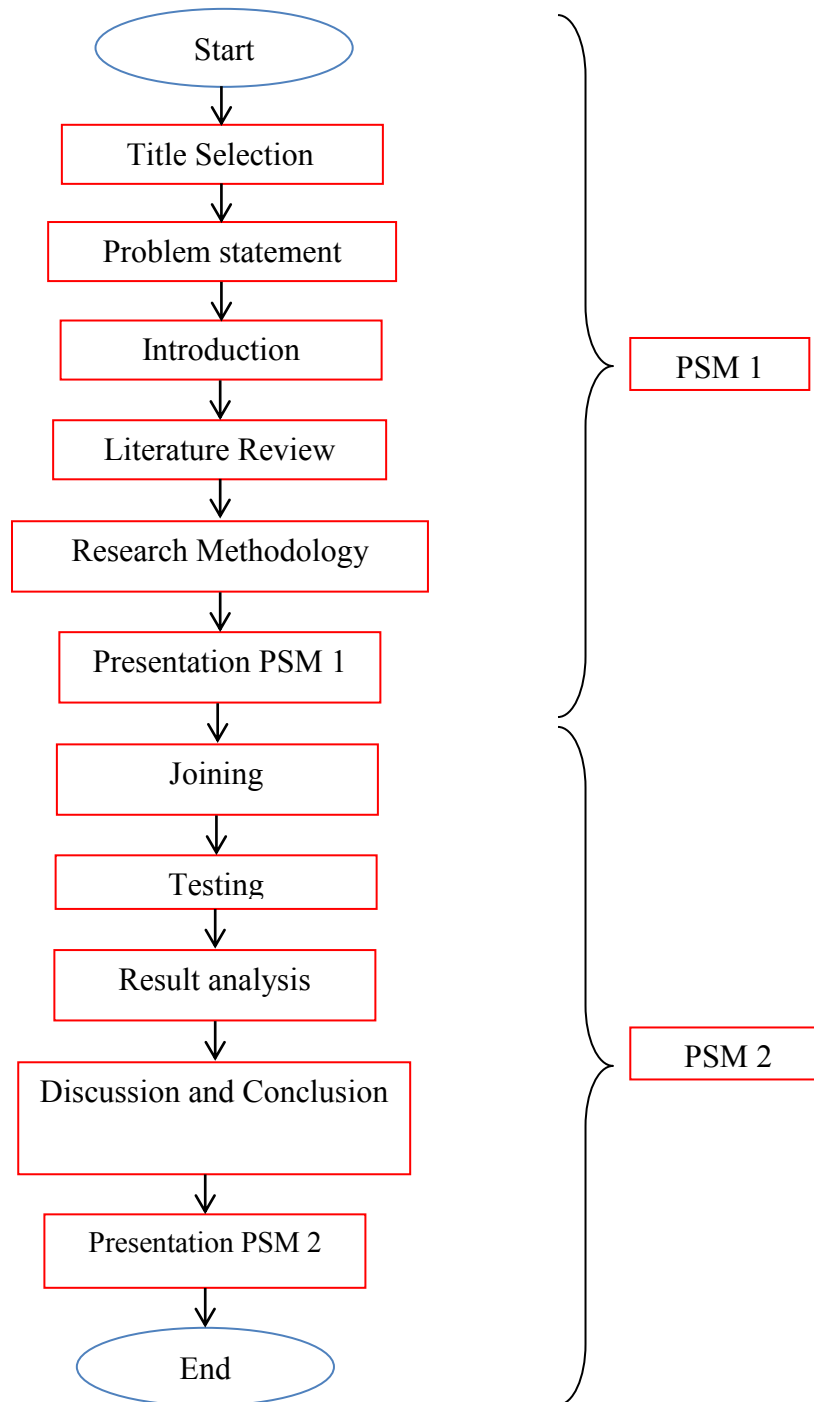 Start
Title Selection
Problem statement
Introduction
PSM 1
Literature Review
Research Methodology
Presentation PSM 1
Joining
Testing
Result analysis
PSM 2
Discussion and Conclusion
Presentation PSM 2
End